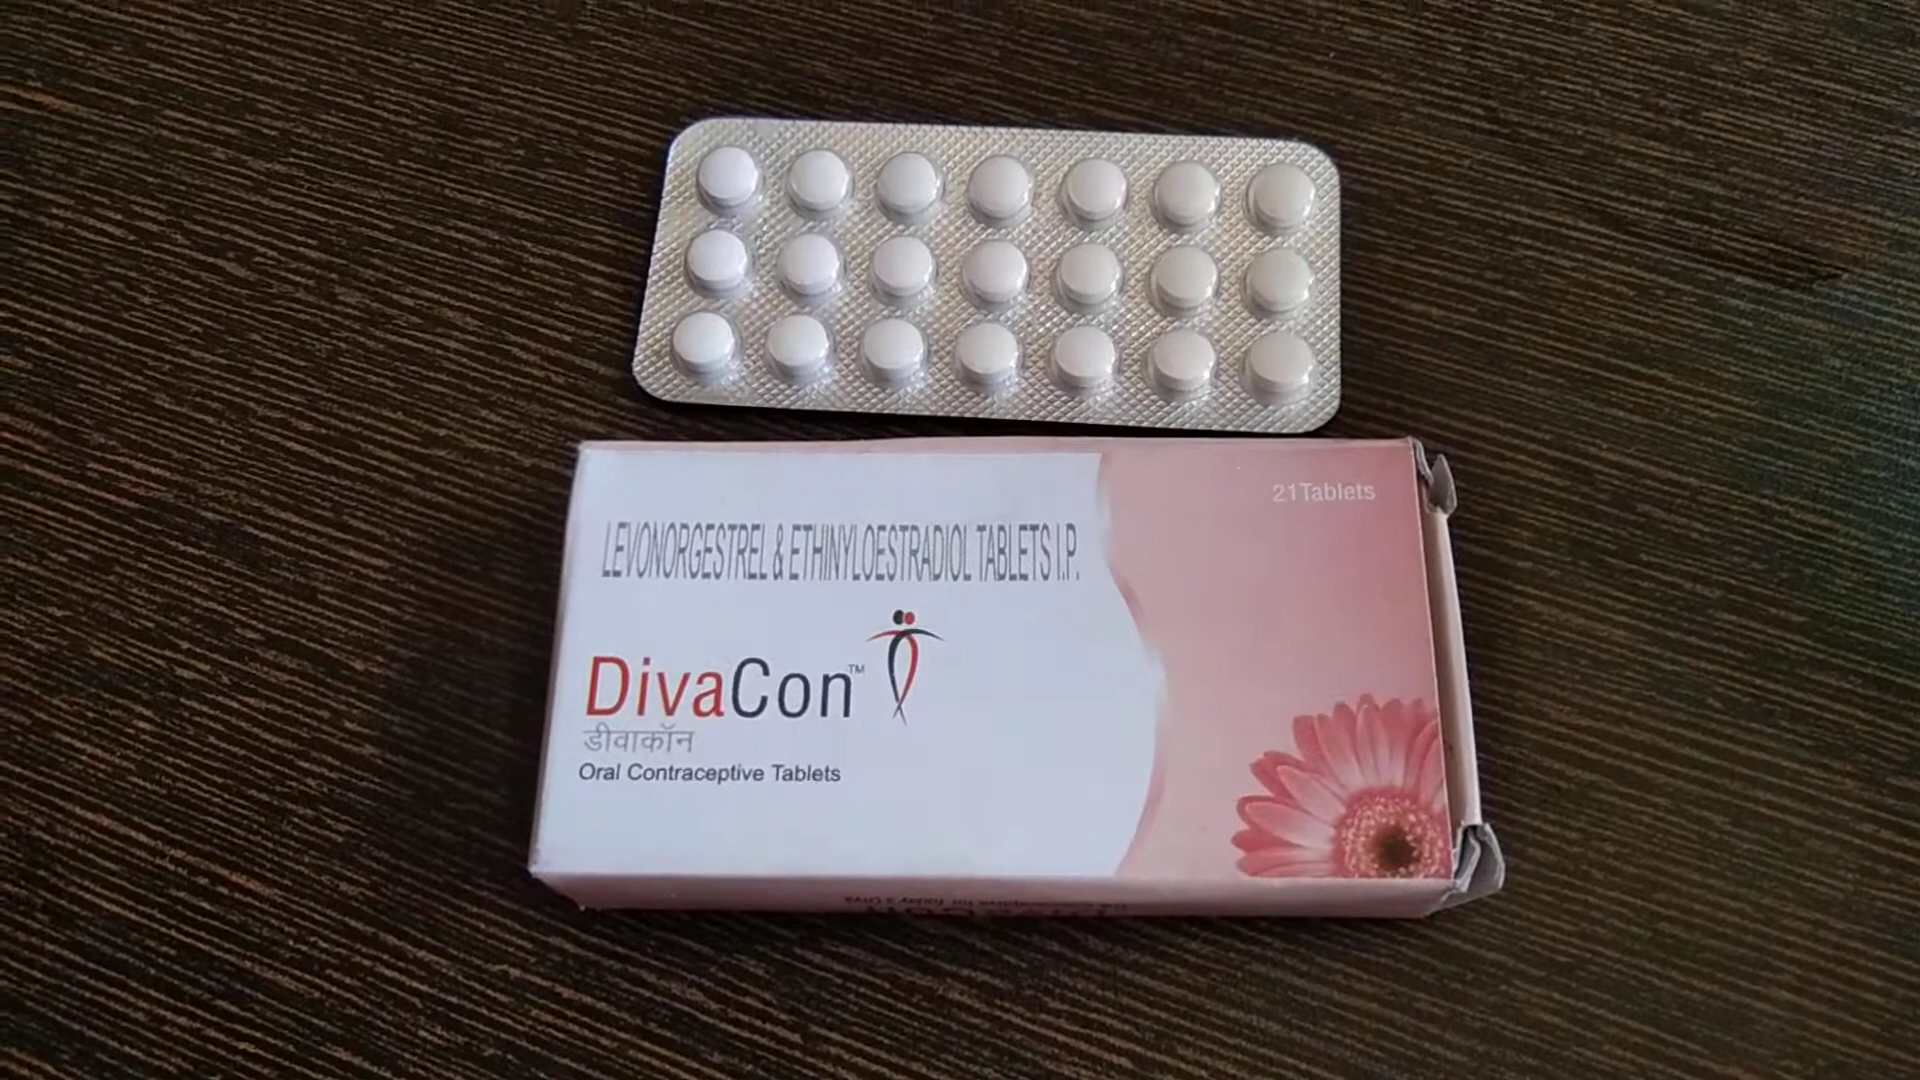 21Tablets
LEVONORGESTREL & ETHINYLOESTRADIOL TABLETS I.P.
DivaCon™
डीवाकॉन
Oral Contraceptive Tablets